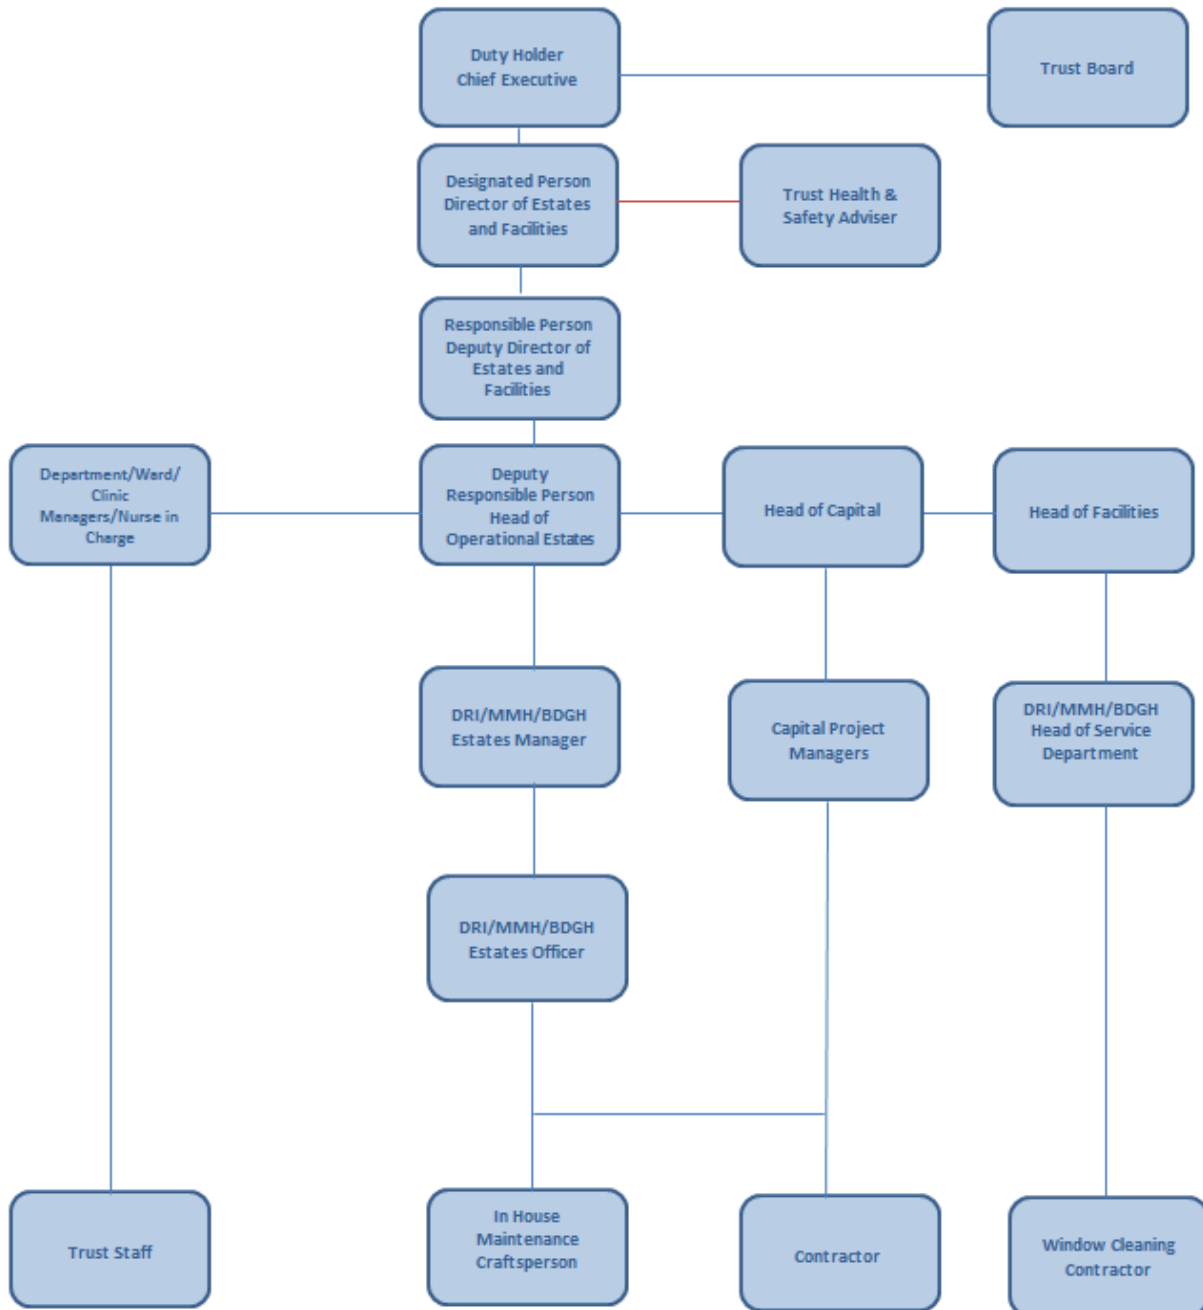 Duty Holder
Chief Executive
Trust Board
Designated Person
Director of Estates
and Facilities
Trust Health &
Safety Adviser
Responsible Person
Deputy Director of
Estates and
Facilities
Department/Ward/
Clinic
Managers/Nurse in
Charge
Deputy
Responsible Person
Head of
Operational Estates
Head of Capital
Head of Facilities
DRI/MMH/BDGH
Estates Manager
Capital Project
Managers
DRI/MMH/BDGH
Head of Service
Department
DRI/MMH/BDGH
Estates Officer
Trust Staff
In House
Maintenance
Craftsperson
Contractor
Window Cleaning
Contractor